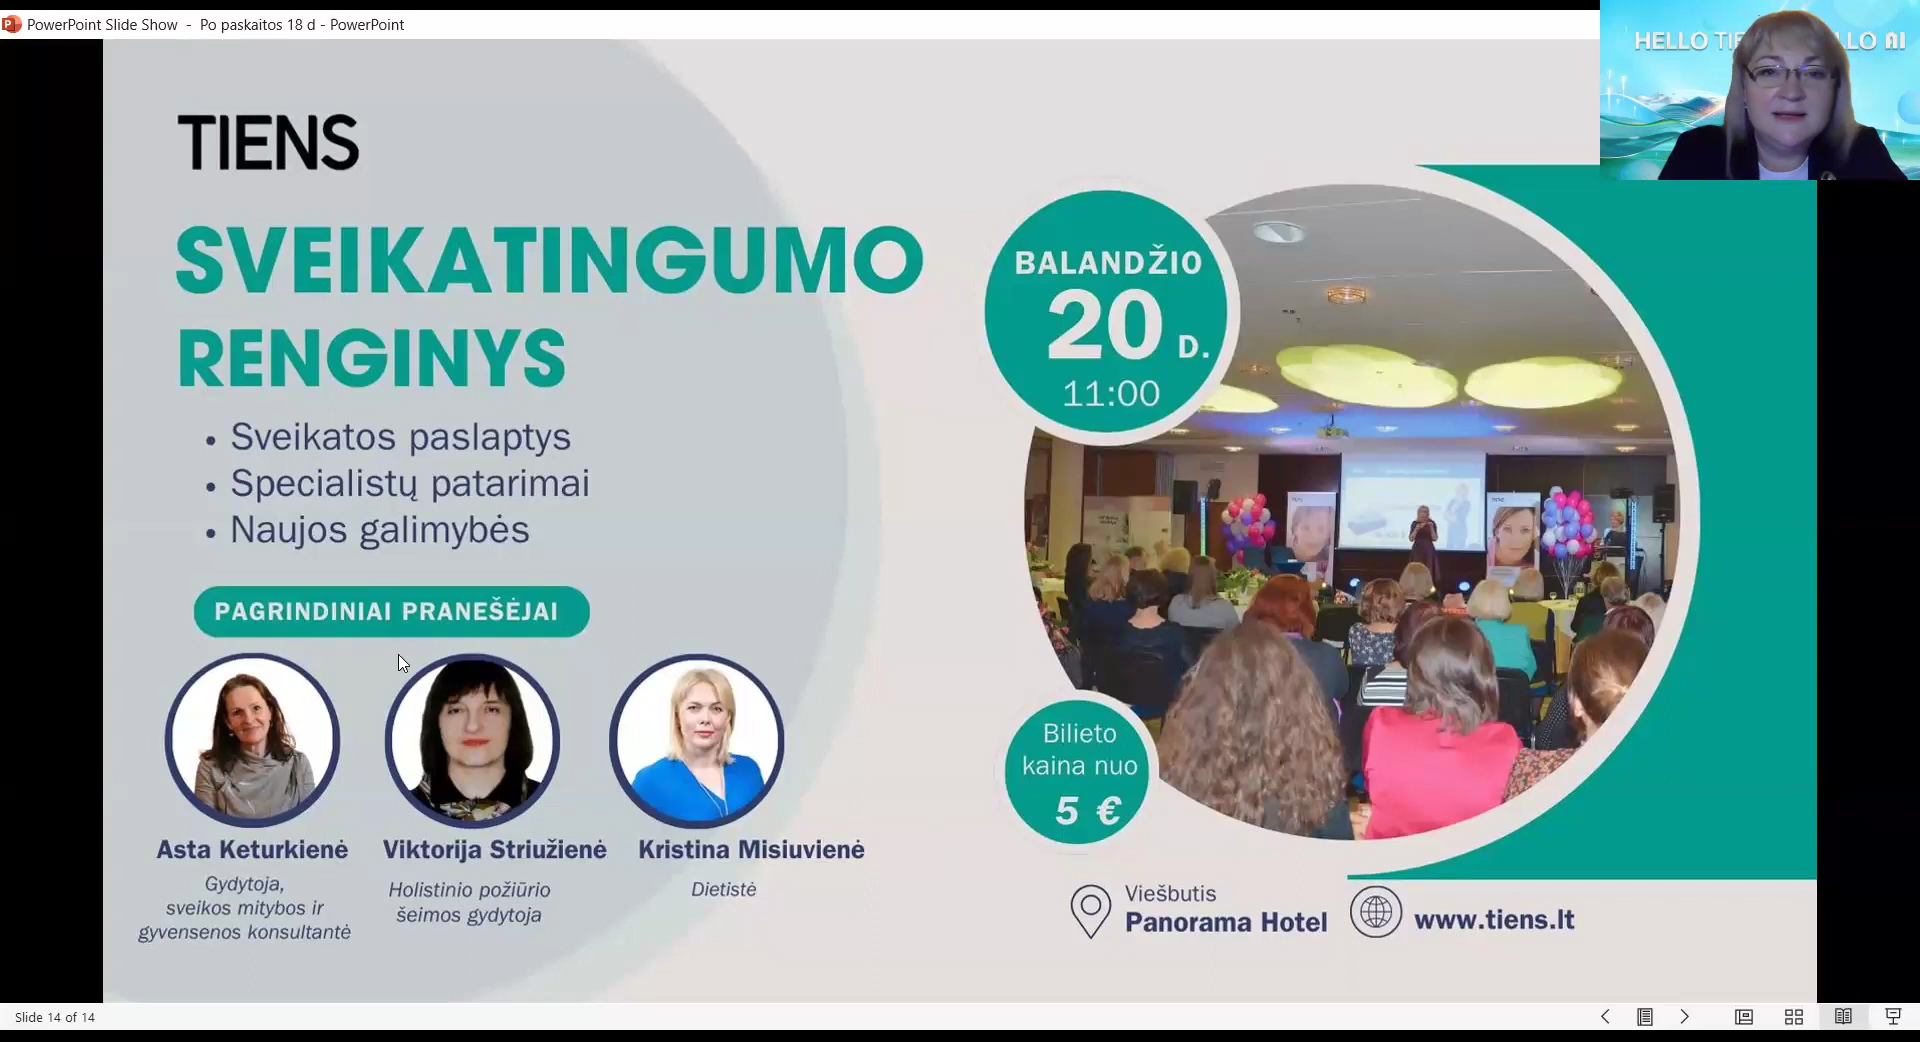 PowerPoint Slide Show - Po paskaitos 18 d - PowerPoint
TIENS
SVEIKATINGUMO
RENGINYS
• Sveikatos paslaptys
• Specialistų patarimai
• Naujos galimybės
PAGRINDINIAI PRANEŠĖJAI
Asta Keturkienė
Gydytoja,
sveikos mitybos ir
gyvensenos konsultantė
Viktorija Striužienė
Holistinio požiūrio
šeimos gydytoja
Kristina Misiuvienė
Dietistė
BALANDŽIO
20 D.
11:00
Bilieto
kaina nuo
5 €
Viešbutis
Panorama Hotel
www.tiens.lt
HELLO AI
Slide 14 of 14